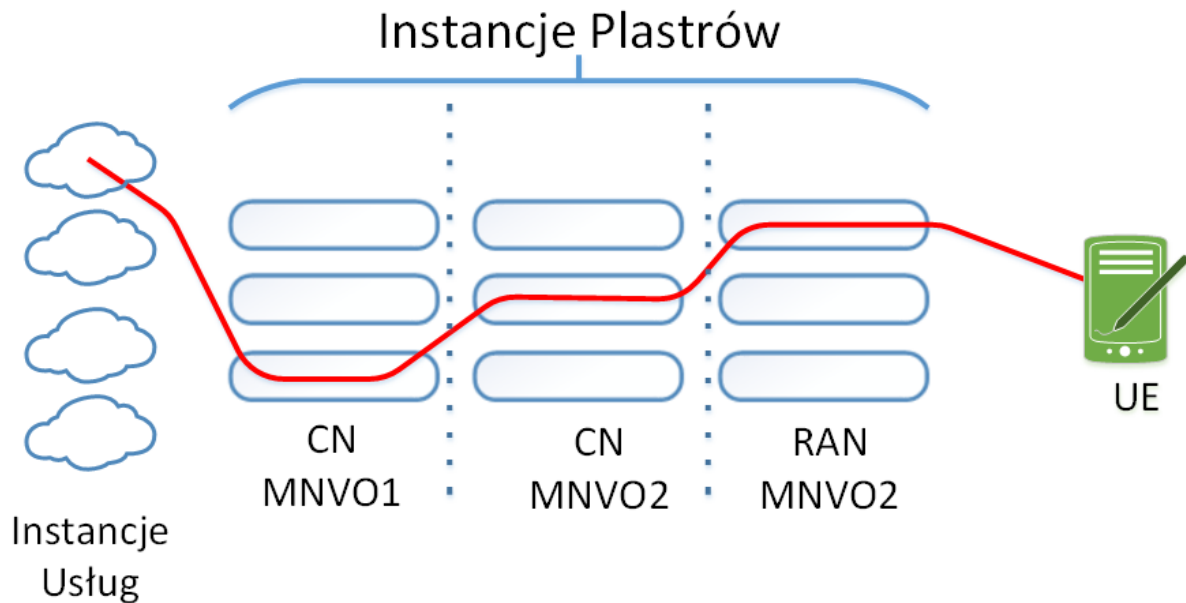 Instancje Plastrów
CN
MNVO1
CN
MNVO2
RAN
MNVO2
UE
Instancje
Usług